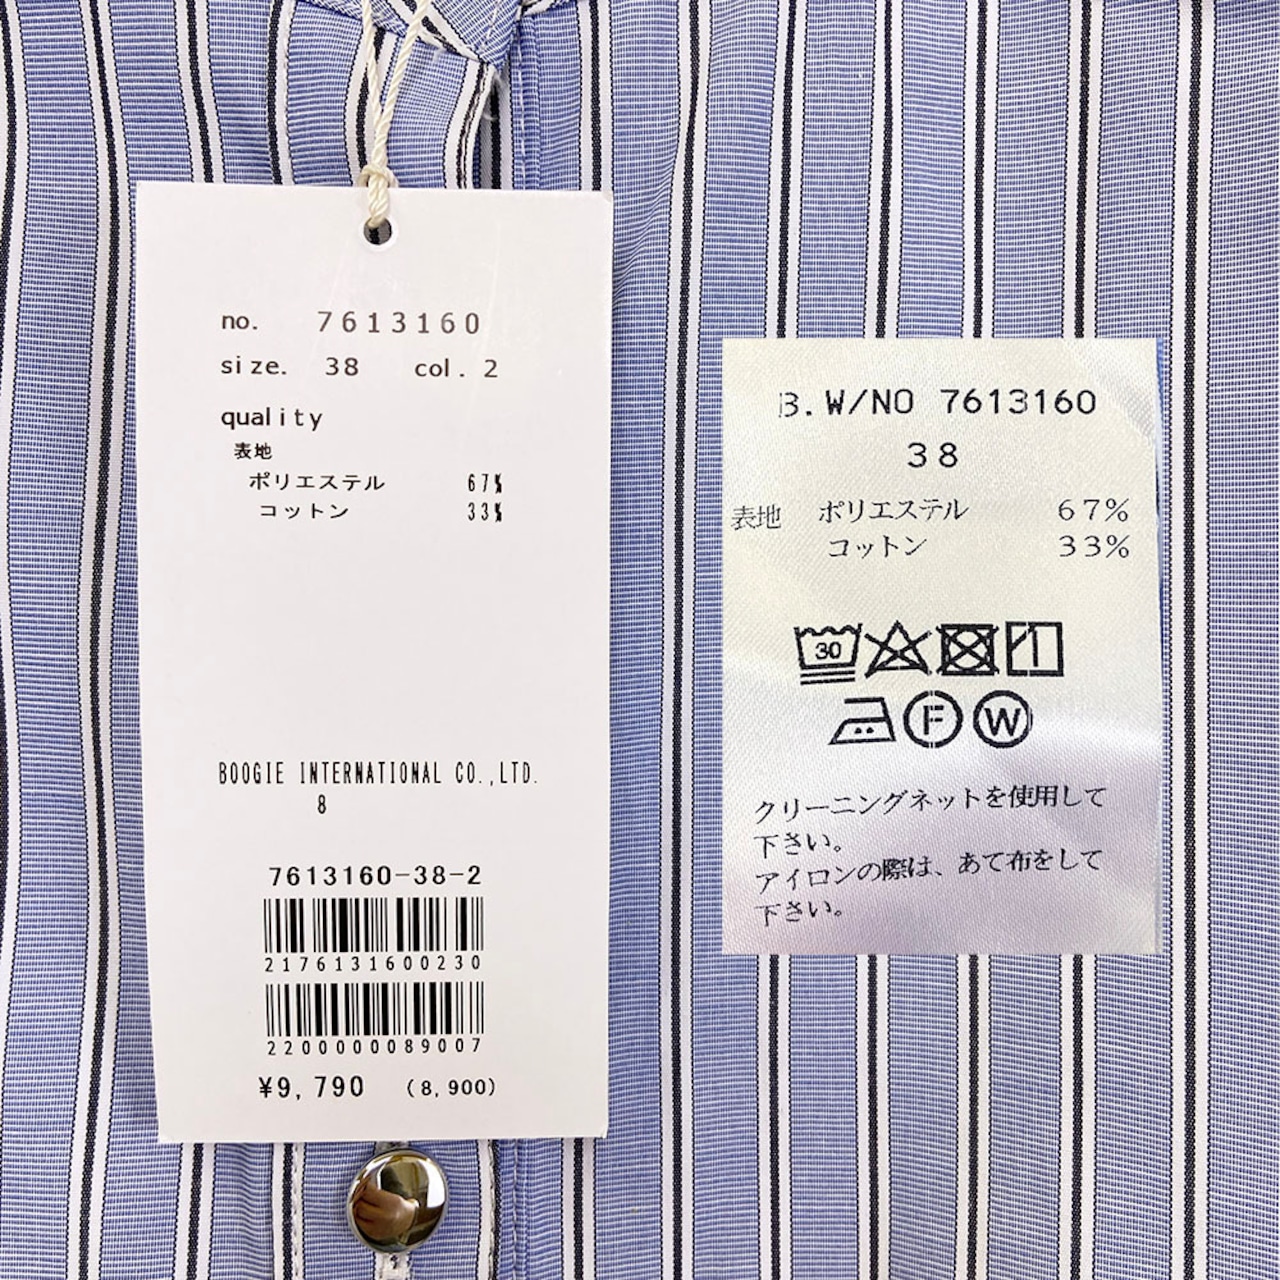 no. 7613160
size. 38 col. 2
quality
表地
ポリエステル 67%
コットン 33%
BOOGIE INTERNATIONAL CO.,LTD.
8
7613160-38-2
2176131600230
2200000089007
¥9,790 (8,900)
B.W/NO 7613160
38
表地 ポリエステル 67%
コットン 33%
30
F W
クリーニングネットを使用して
下さい。
アイロンの際は、あて布をして
下さい。